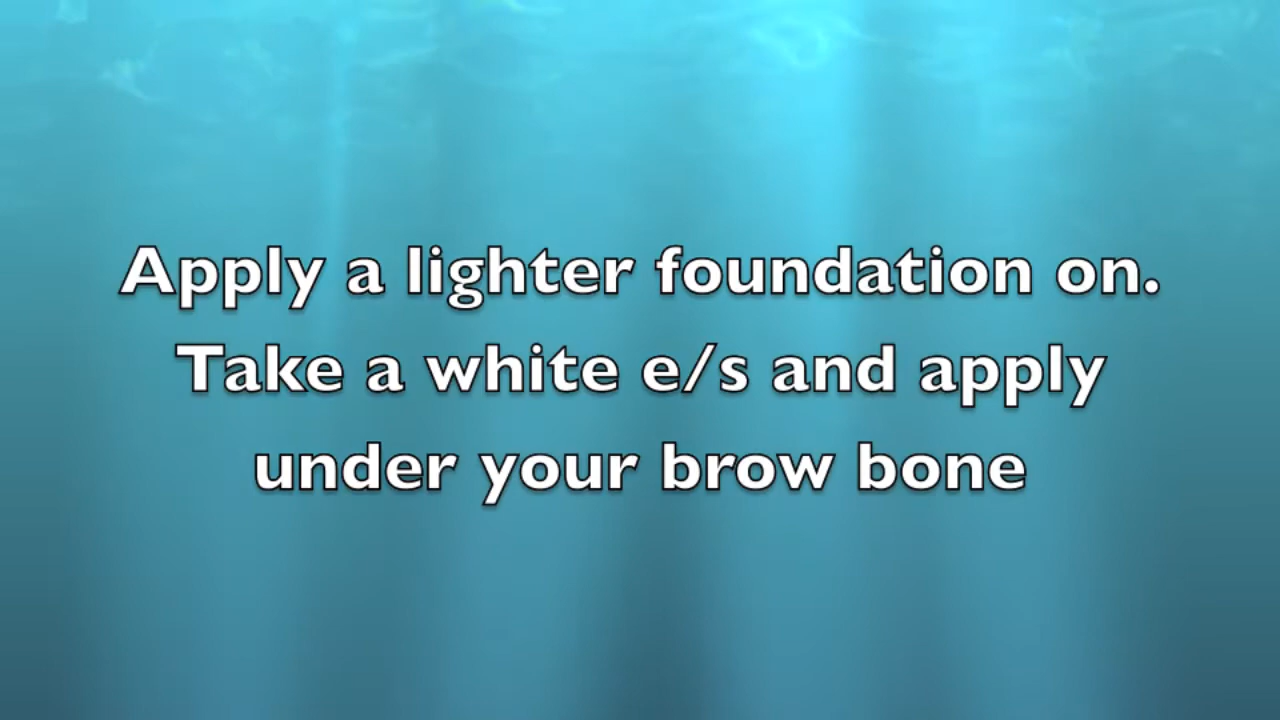 Apply a lighter foundation on.
Take a white e/s and apply
under your brow bone